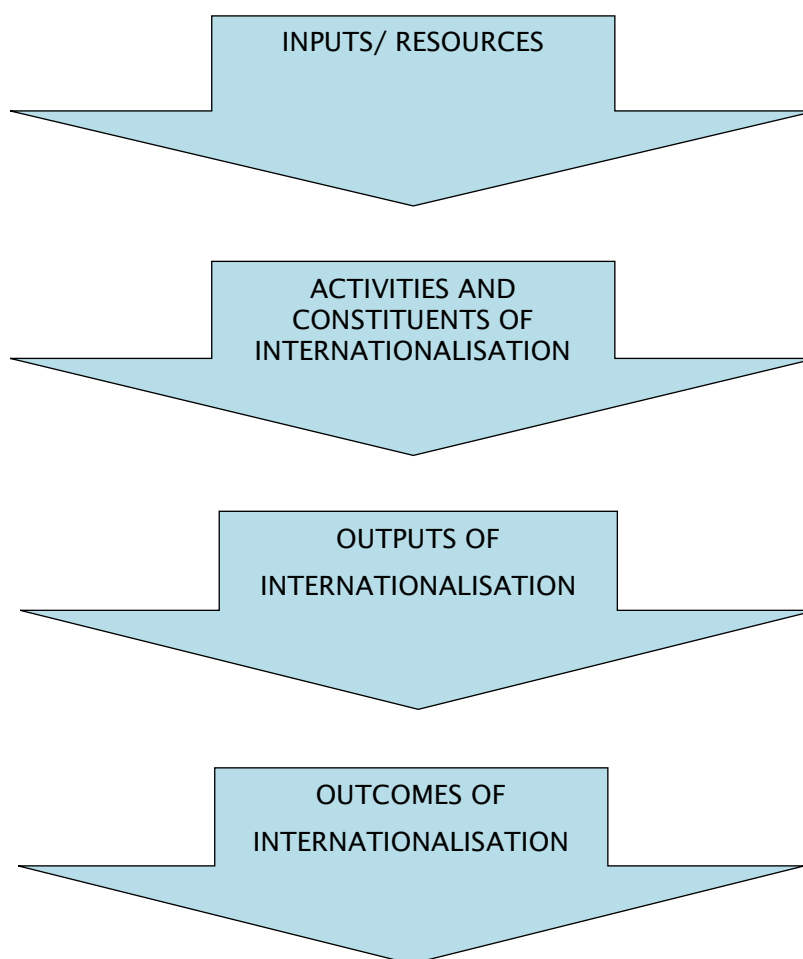 INPUTS/ RESOURCES
ACTIVITIES AND
CONSTITUENTS OF
INTERNATIONALISATION
OUTPUTS OF
INTERNATIONALISATION
OUTCOMES OF
INTERNATIONALISATION